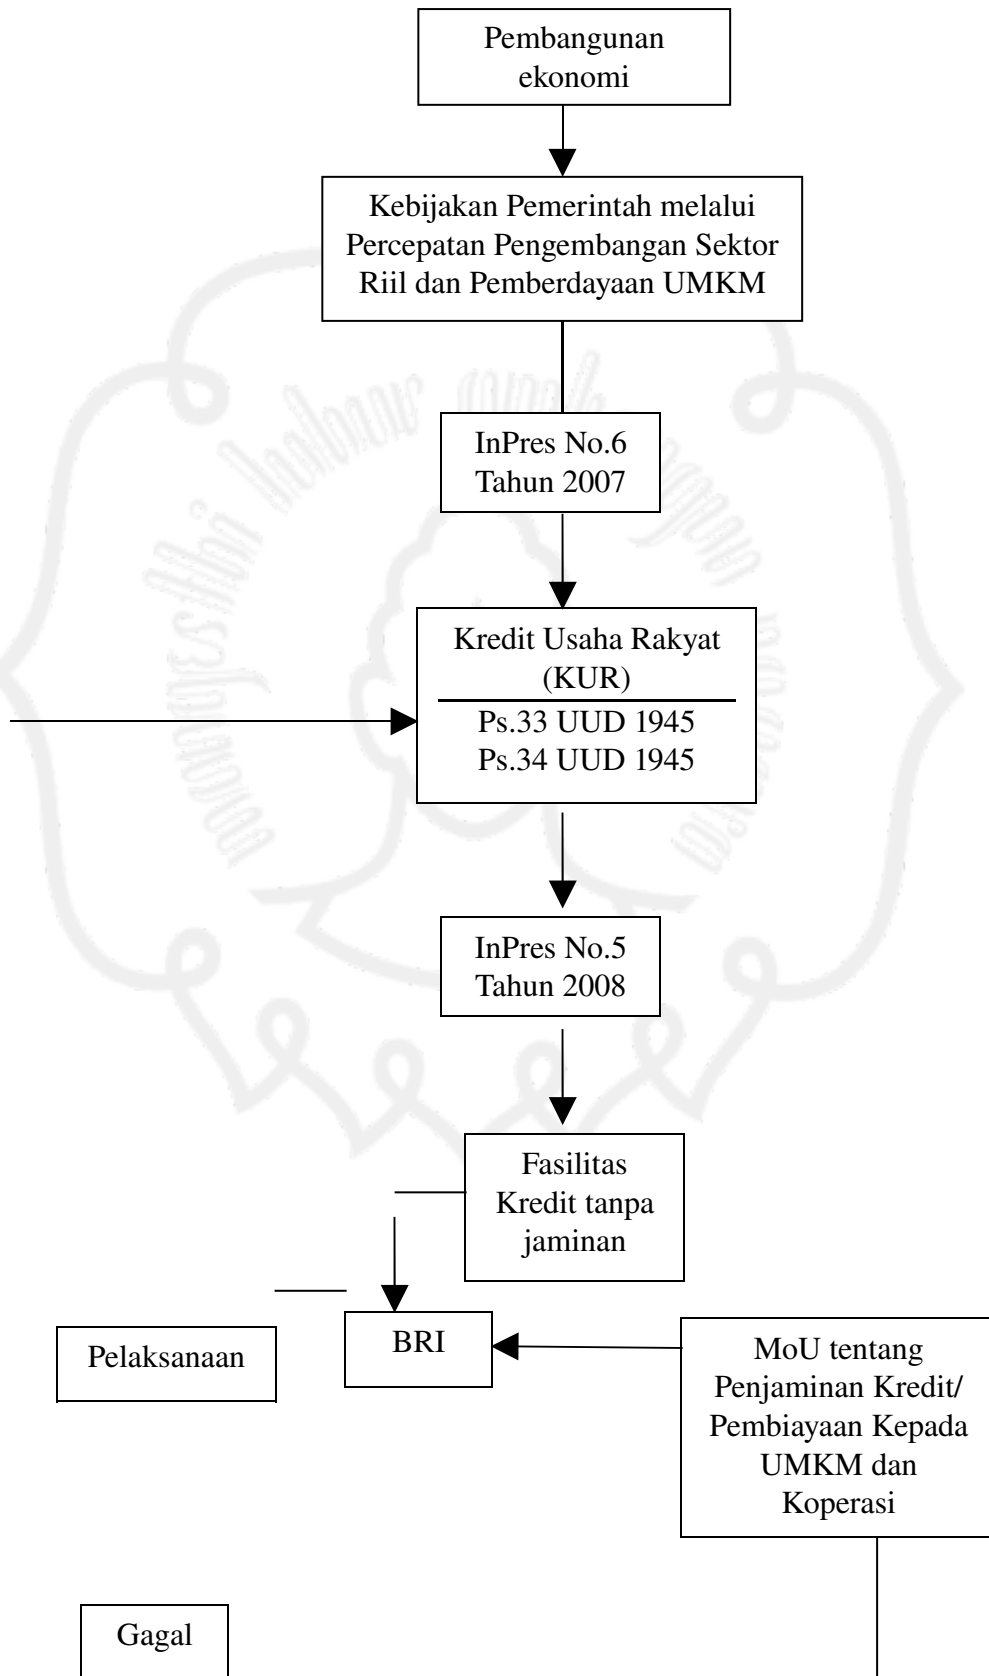 Pembangunan
ekonomi
Kebijakan Pemerintah melalui
Percepatan Pengembangan Sektor
Riil dan Pemberdayaan UMKM
InPres No.6
Tahun 2007
Kredit Usaha Rakyat
(KUR)
Ps.33 UUD 1945
Ps.34 UUD 1945
InPres No.5
Tahun 2008
Fasilitas
Kredit tanpa
jaminan
BRI
Pelaksanaan
MoU tentang
Penjaminan Kredit/
Pembiayaan Kepada
UMKM dan
Koperasi
Gagal